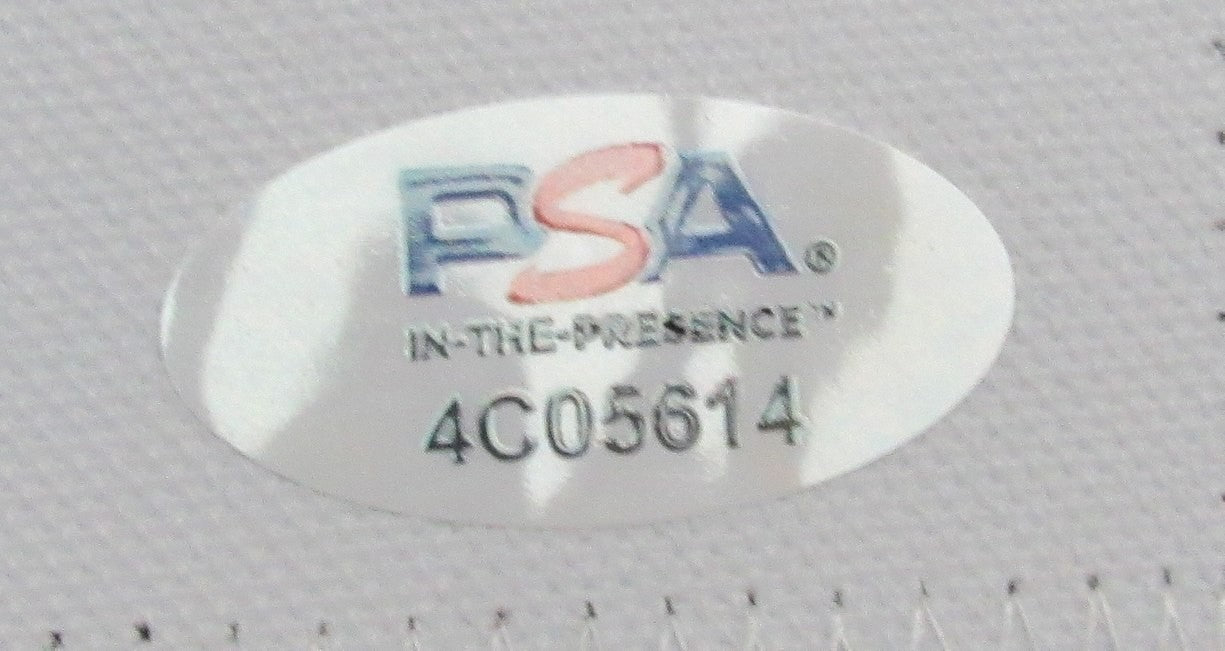 PSA®
IN-THE-PRESENCE™
4C05614